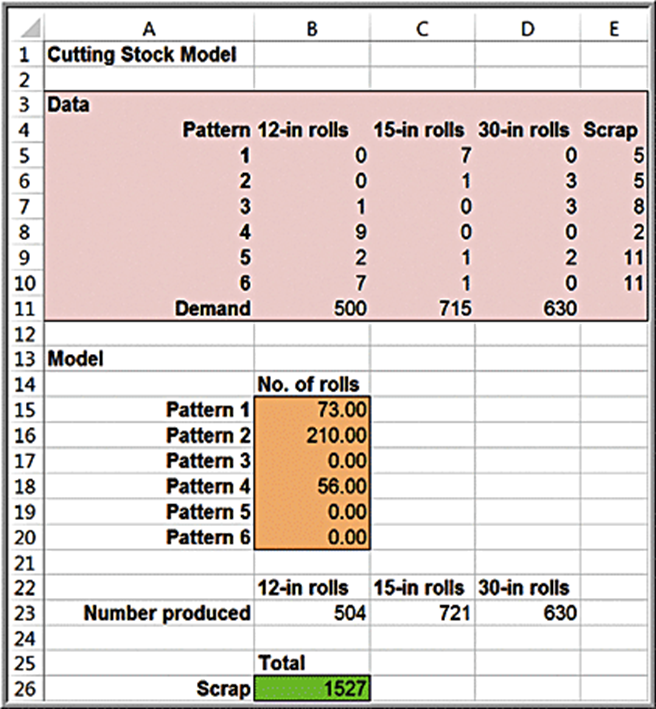 A B C D E
1 Cutting Stock Model
2
3 Data
4 Pattern 12-in rolls 15-in rolls 30-in rolls Scrap
5 1 0 7 0 5
6 2 0 1 3 5
7 3 1 0 3 8
8 4 9 0 0 2
9 5 2 1 2 11
10 6 7 1 0 11
11 Demand 500 715 630
12
13 Model
14 No. of rolls
15 Pattern 1 73.00
16 Pattern 2 210.00
17 Pattern 3 0.00
18 Pattern 4 56.00
19 Pattern 5 0.00
20 Pattern 6 0.00
21
22 12-in rolls 15-in rolls 30-in rolls
23 Number produced 504 721 630
24
25 Total
26 Scrap 1527